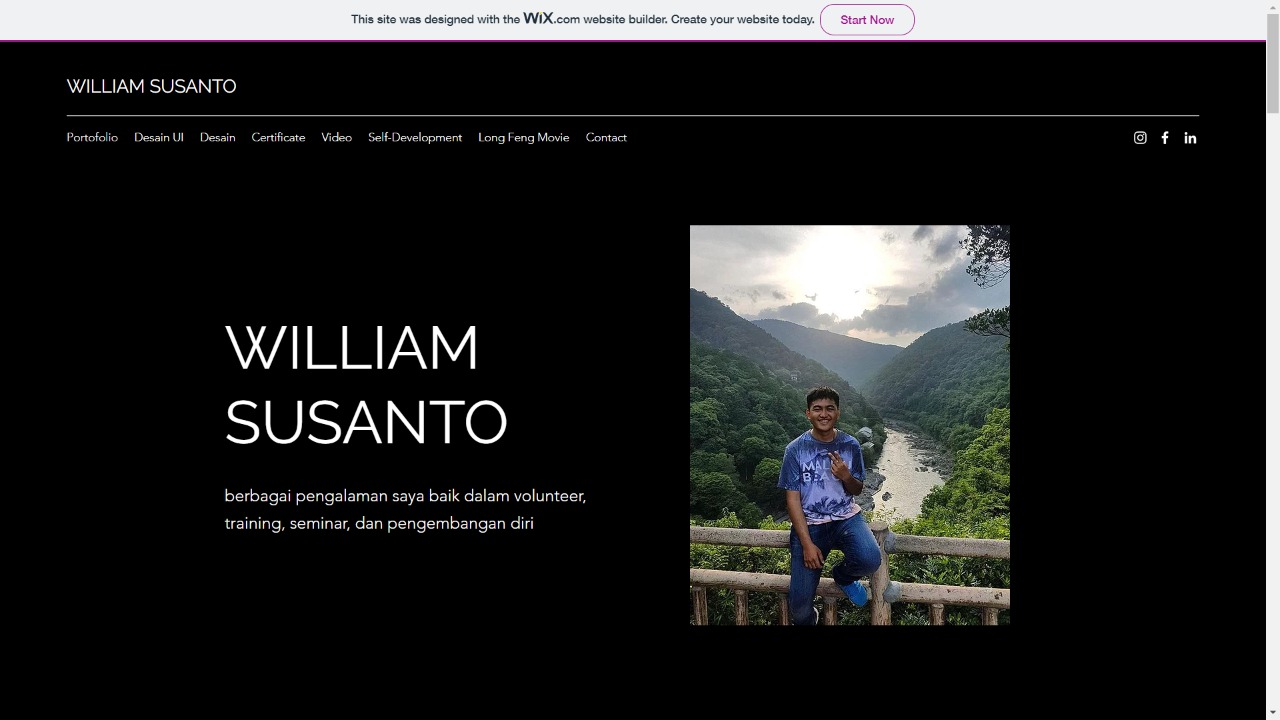 This site was designed with the WiX.com website builder. Create your website today. Start Now
WILLIAM SUSANTO
Portofolio Desain UI Desain Certificate Video Self-Development Long Feng Movie Contact
WILLIAM
SUSANTO
berbagai pengalaman saya baik dalam volunteer,
training, seminar, dan pengembangan diri